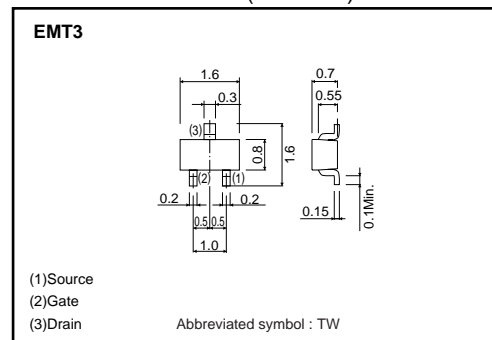 EMT3
1.6
0.3
0.7
0.55
(3)
0.8
1.6
(2)
(1)
0.2
0.2
0.5
0.5
1.0
0.15
0.1Min.
(1)Source
(2)Gate
(3)Drain
Abbreviated symbol : TW